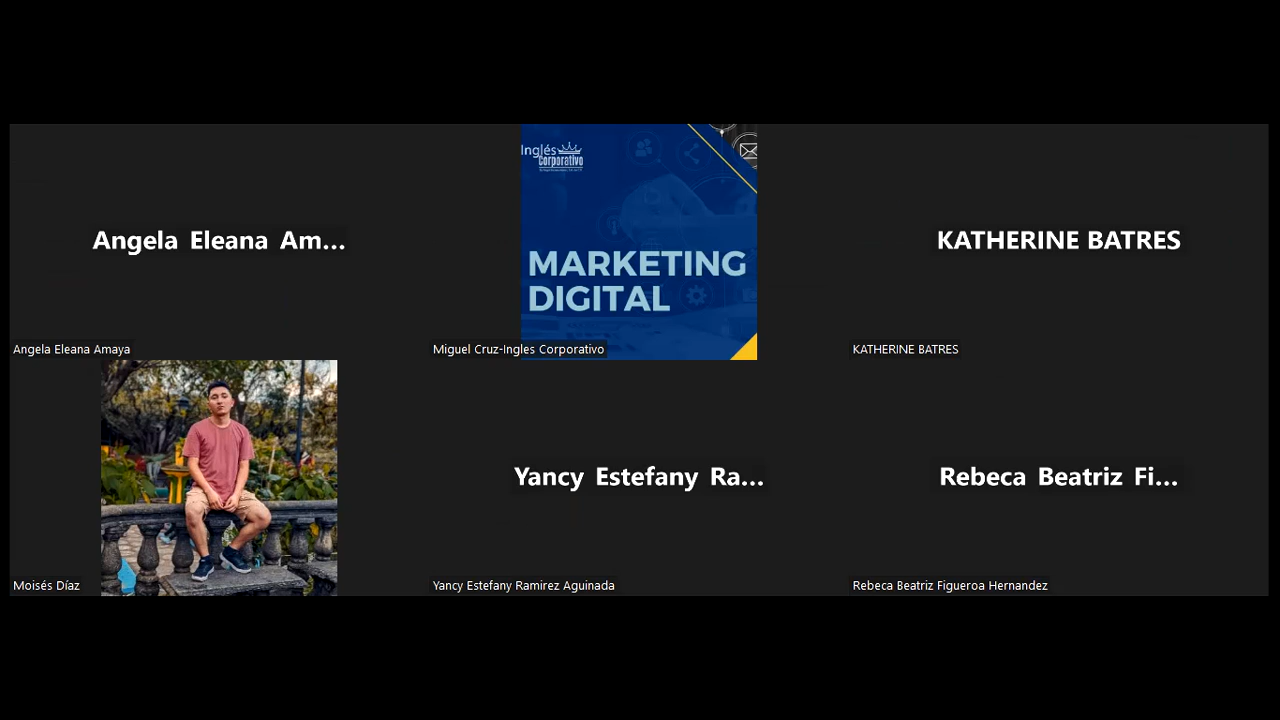 Angela Eleana Am...
Angela Eleana Amaya
Inglés
corporativo
MARKETING
DIGITAL
Miguel Cruz-Ingles Corporativo
KATHERINE BATRES
KATHERINE BATRES
Moisés Díaz
Yancy Estefany Ra...
Yancy Estefany Ramirez Aguinada
Rebeca Beatriz Fi...
Rebeca Beatriz Figueroa Hernandez